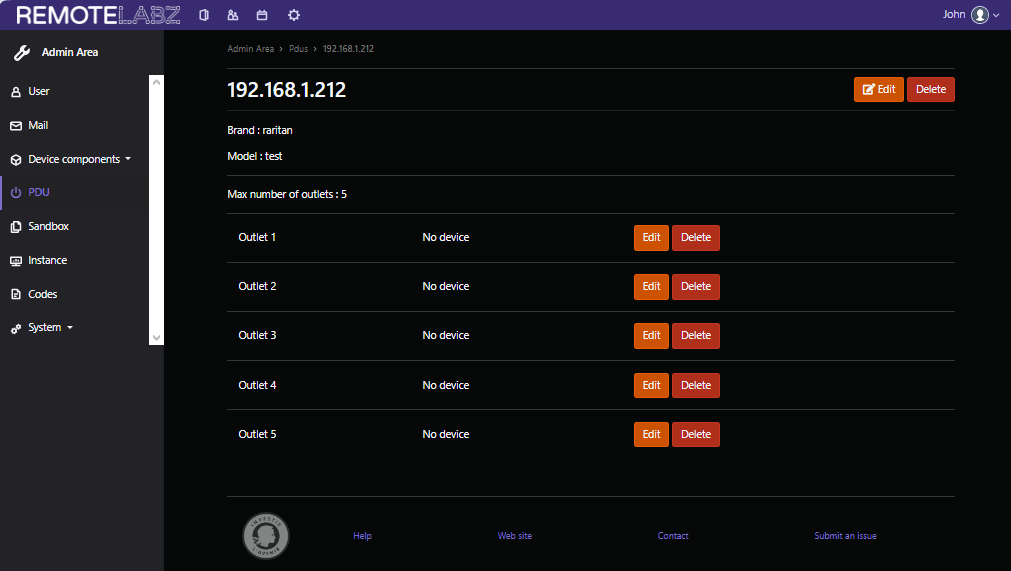 REMOTELABZ
John
Admin Area
User
Mail
Device components
PDU
Sandbox
Instance
Codes
System
Admin Area > Pdus > 192.168.1.212
192.168.1.212
Edit Delete
Brand : raritan
Model : test
Max number of outlets : 5
Outlet 1 No device Edit Delete
Outlet 2 No device Edit Delete
Outlet 3 No device Edit Delete
Outlet 4 No device Edit Delete
Outlet 5 No device Edit Delete
INVESTIR
L'AVENIR
Help Web site Contact Submit an issue